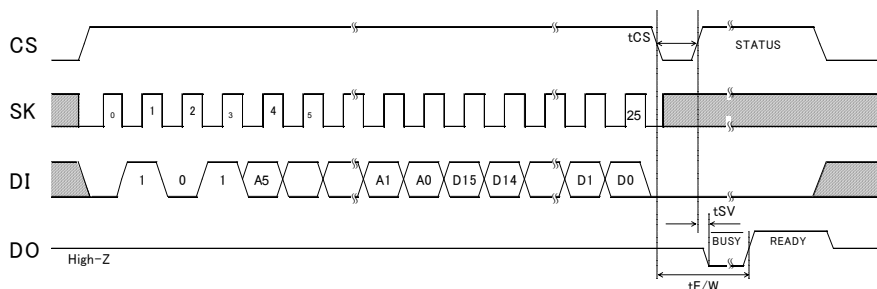 CS
tCS
STATUS
SK
0 1 2 3 4 5 25
DI
1 0 1 A5 A1 A0 D15 D14 D1 D0
tSV
DO
High-Z
BUSY READY
tE/W